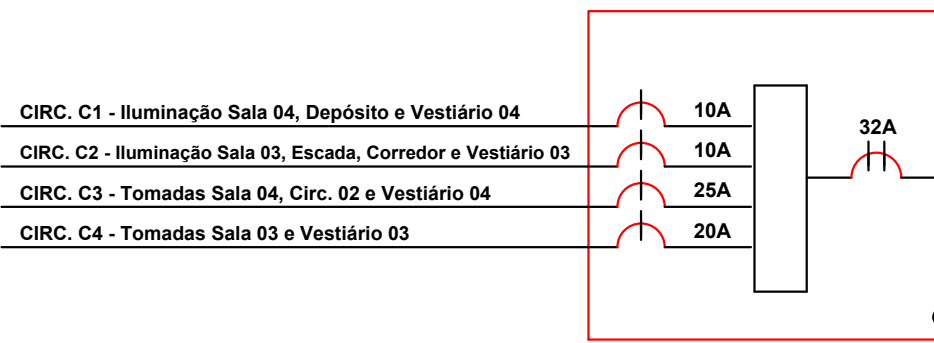 CIRC. C1 - Iluminação Sala 04, Depósito e Vestiário 04 10A
32A
CIRC. C2 - Iluminação Sala 03, Escada, Corredor e Vestiário 03 10A
CIRC. C3 - Tomadas Sala 04, Circ. 02 e Vestiário 04 25A
CIRC. C4 - Tomadas Sala 03 e Vestiário 03 20A